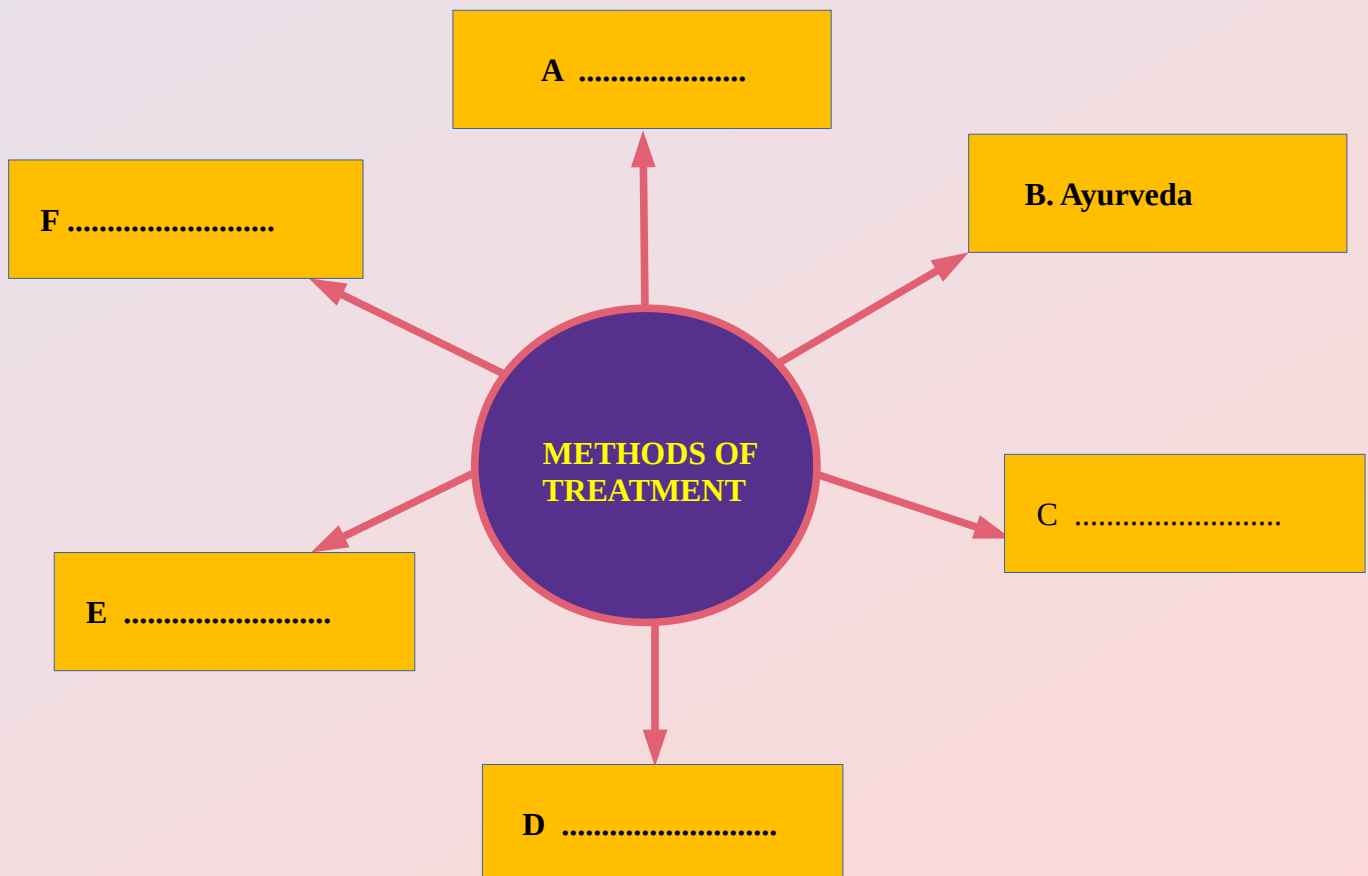 A .....................
B. Ayurveda
F ..........................
METHODS OF
TREATMENT
C ..........................
E ..........................
D ...........................